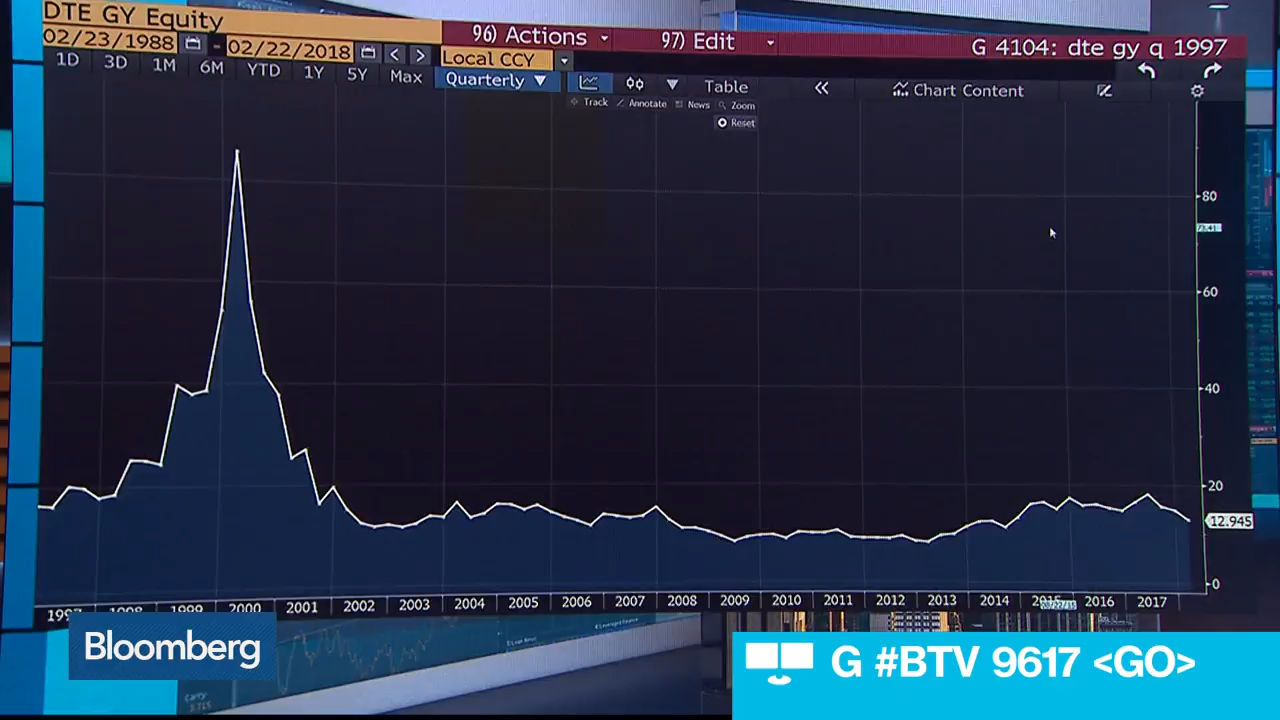 DTE GY Equity
96) Actions 97) Edit G 4104: dte gy q 1997
02/23/1988 - 02/22/2018 < > Local CCY
1D 3D 1M 6M YTD 1Y 5Y Max Quarterly ▼ Table « Chart Content
Track Annotate News Zoom
Reset
80
60
40
20
12.945
0
1997 1998 1999 2000 2001 2002 2003 2004 2005 2006 2007 2008 2009 2010 2011 2012 2013 2014 2015 2016 2017
Bloomberg
G #BTV 9617 <GO>